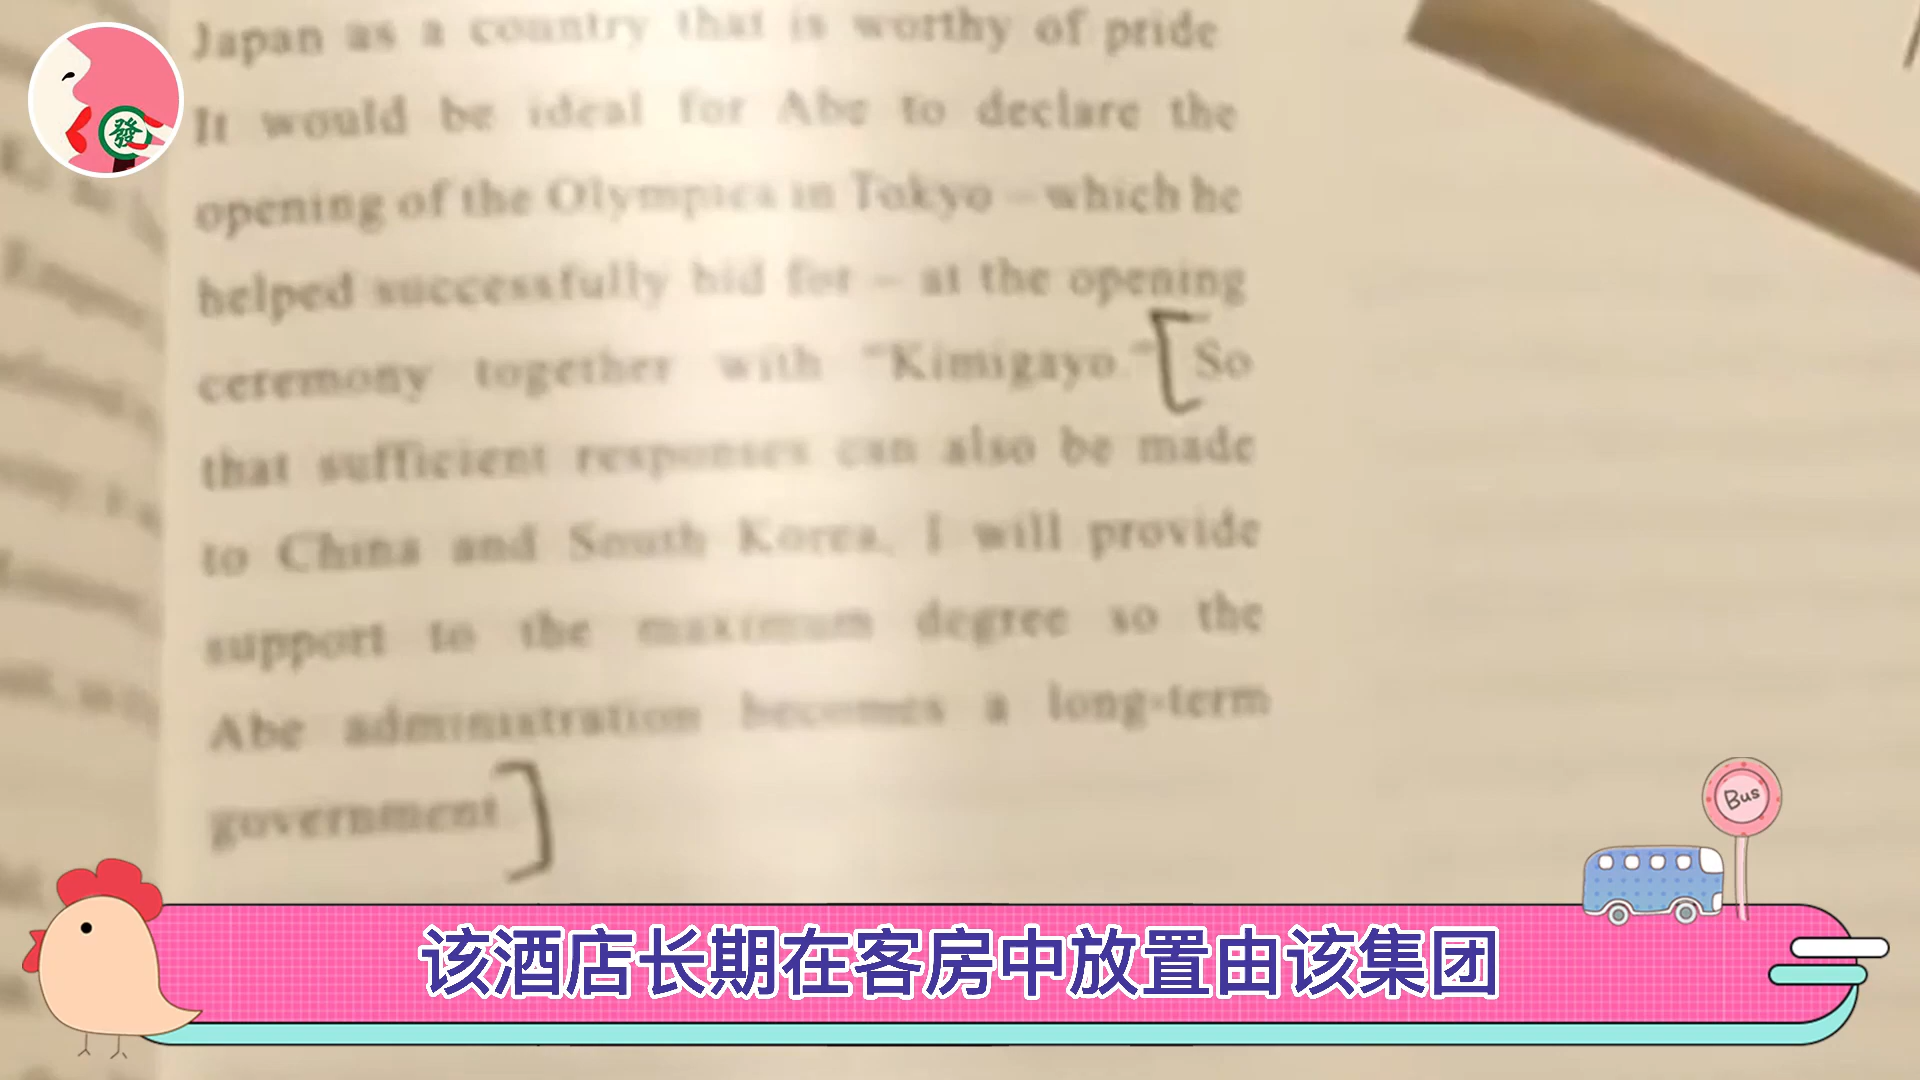 Japan as a country that is worthy of pride
It would be ideal for Abe to declare the
opening of the Olympics in Tokyo – which he
helped successfully bid for – at the opening
ceremony together with "Kimigayo." [So
that sufficient responses can also be made
to China and South Korea, I will provide
support to the maximum degree so the
Abe administration becomes a long-term
government]
發
Bus
该酒店长期在客房中放置由该集团